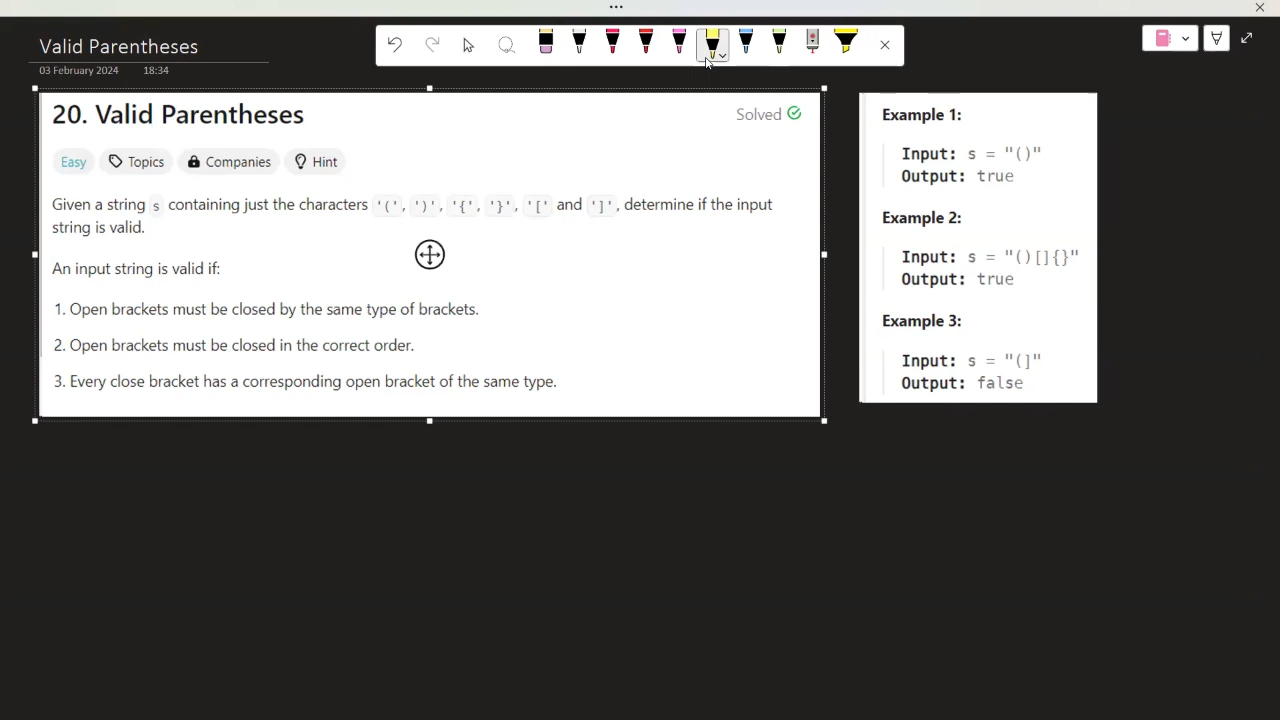 Valid Parentheses
03 February 2024 18:34
20. Valid Parentheses
Solved
Easy Topics Companies Hint
Given a string s containing just the characters '(', ')', '{', '}', '[' and ']', determine if the input
string is valid.
An input string is valid if:
1. Open brackets must be closed by the same type of brackets.
2. Open brackets must be closed in the correct order.
3. Every close bracket has a corresponding open bracket of the same type.
Example 1:
Input: s = "()"
Output: true
Example 2:
Input: s = "()[]{}"
Output: true
Example 3:
Input: s = "(]"
Output: false